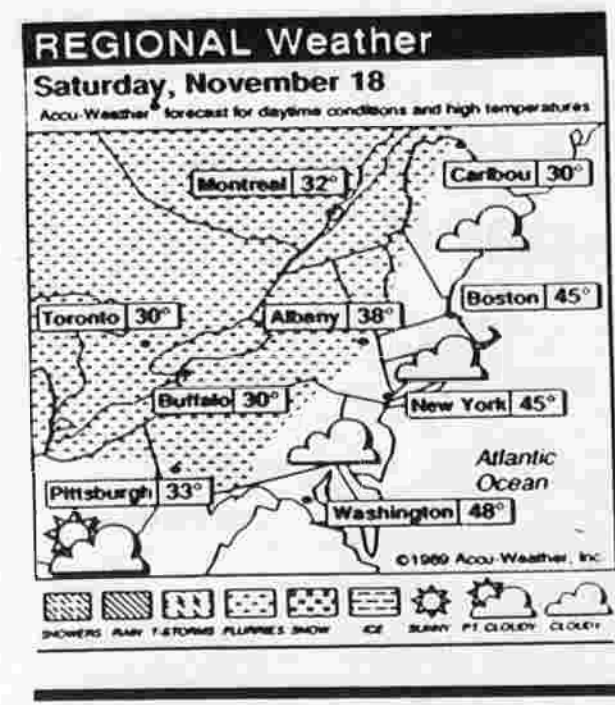 REGIONAL Weather
Saturday, November 18
Accu-Weather® forecast for daytime conditions and high temperatures
Montreal 32°
Caribou 30°
Toronto 30°
Albany 38°
Boston 45°
Buffalo 30°
New York 45°
Atlantic
Ocean
Pittsburgh 33°
Washington 48°
©1989 Accu-Weather, Inc.
SHOWERS RAIN T-STORMS FLURRIES SNOW ICE SUNNY PT. CLOUDY CLOUDY